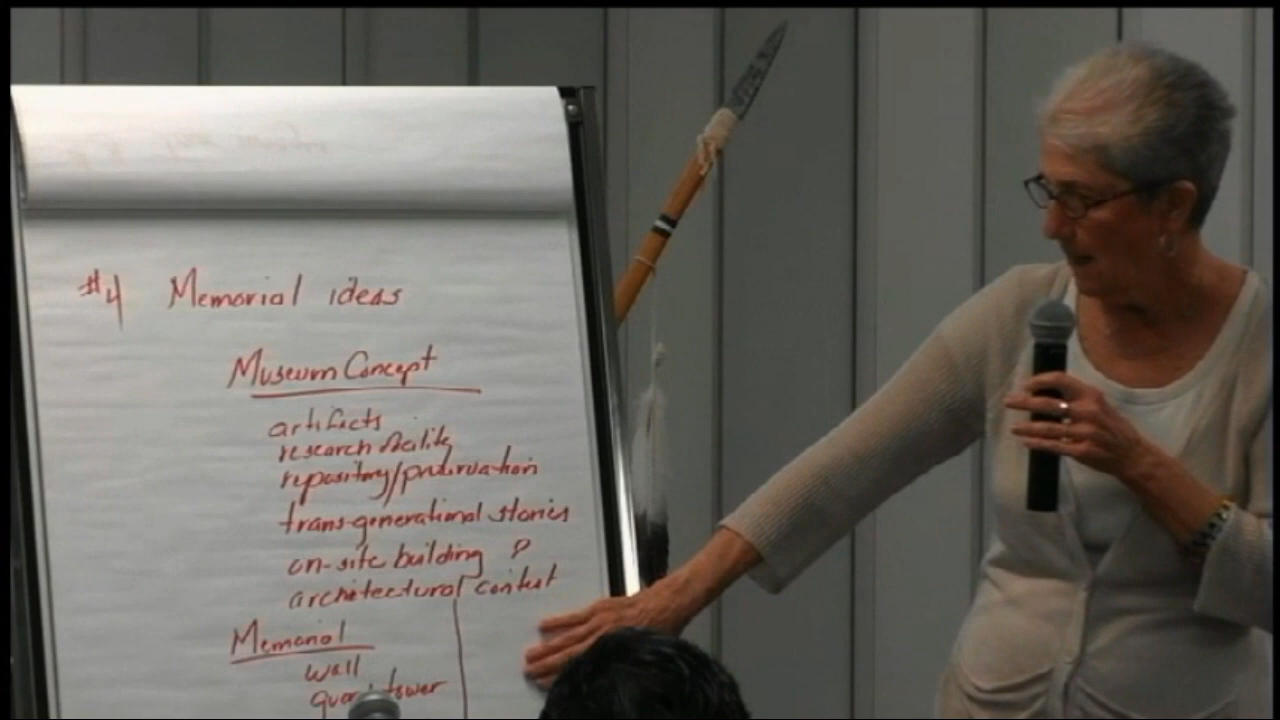 #4 Memorial ideas
Museum Concept
artifacts
research facility
repository/preservation
trans-generational stories
on-site building ?
architectural contest
Memorial
wall
guard tower